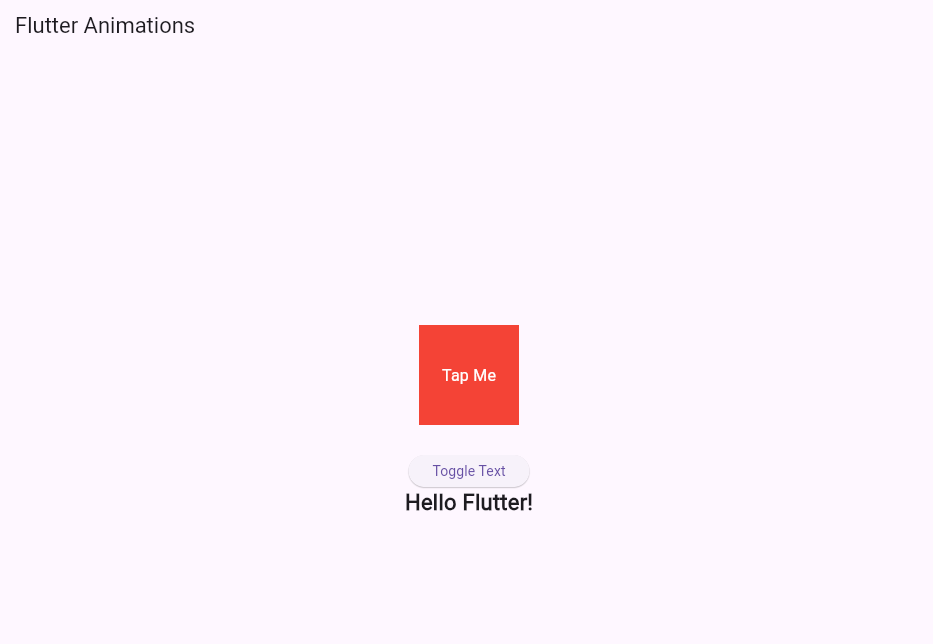 Flutter Animations
Tap Me
Toggle Text
Hello Flutter!